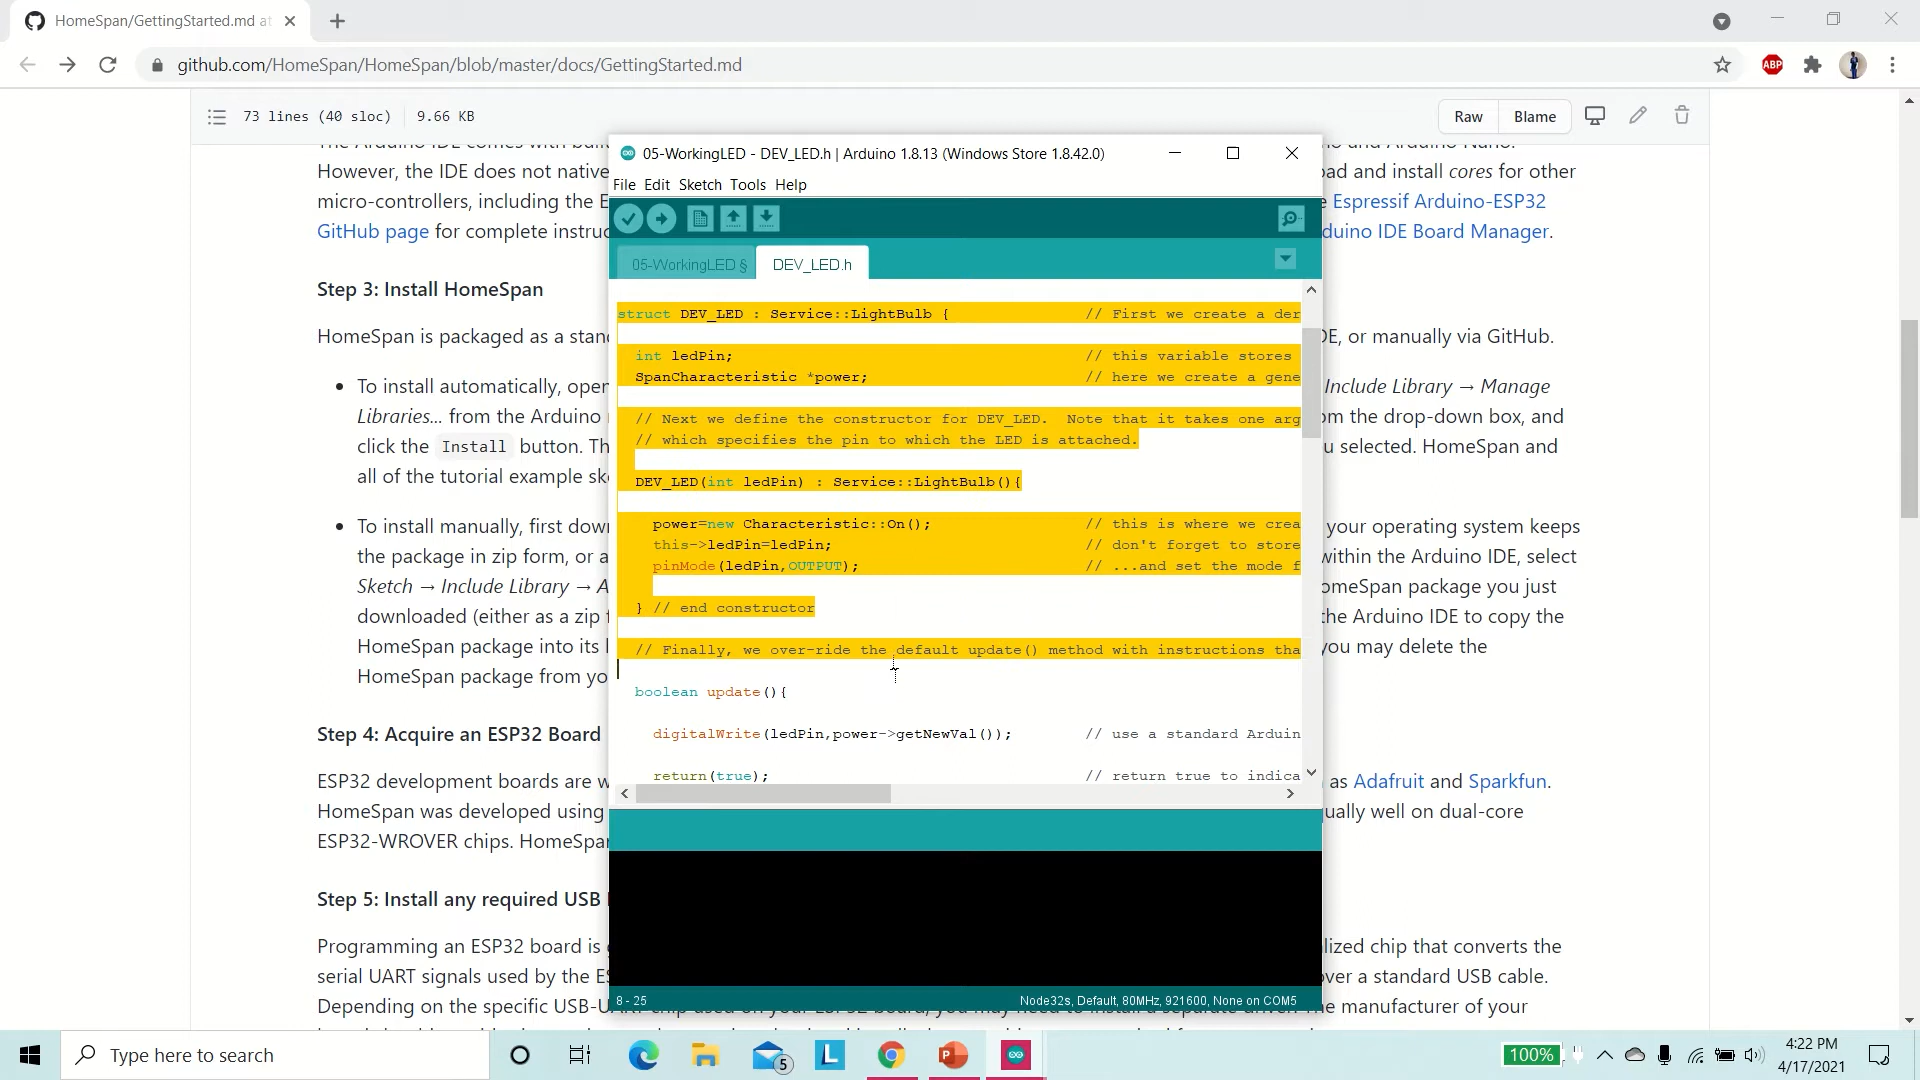 HomeSpan/GettingStarted.md at
github.com/HomeSpan/HomeSpan/blob/master/docs/GettingStarted.md
ABP
73 lines (40 sloc) 9.66 KB
Raw Blame
However, the IDE does not native
micro-controllers, including the E
GitHub page for complete instruc
oad and install cores for other
e Espressif Arduino-ESP32
duino IDE Board Manager.
Step 3: Install HomeSpan
HomeSpan is packaged as a stan
DE, or manually via GitHub.
To install automatically, open
Include Library → Manage
Libraries... from the Arduino
om the drop-down box, and
click the Install button. Th
u selected. HomeSpan and
all of the tutorial example sk
To install manually, first down
your operating system keeps
the package in zip form, or a
within the Arduino IDE, select
Sketch → Include Library → A
omeSpan package you just
downloaded (either as a zip f
the Arduino IDE to copy the
HomeSpan package into its l
you may delete the
HomeSpan package from yo
Step 4: Acquire an ESP32 Board
ESP32 development boards are w
as Adafruit and Sparkfun.
HomeSpan was developed using
ually well on dual-core
ESP32-WROVER chips. HomeSpan
Step 5: Install any required USB
Programming an ESP32 board is g
lized chip that converts the
serial UART signals used by the ES
over a standard USB cable.
Depending on the specific USB-U
he manufacturer of your
05-WorkingLED - DEV_LED.h | Arduino 1.8.13 (Windows Store 1.8.42.0)
File Edit Sketch Tools Help
05-WorkingLED § DEV_LED.h
struct DEV_LED : Service::LightBulb { // First we create a der
int ledPin; // this variable stores
SpanCharacteristic *power; // here we create a gene
// Next we define the constructor for DEV_LED. Note that it takes one arg
// which specifies the pin to which the LED is attached.
DEV_LED(int ledPin) : Service::LightBulb(){
power=new Characteristic::On(); // this is where we crea
this->ledPin=ledPin; // don't forget to store
pinMode(ledPin,OUTPUT); // ...and set the mode f
} // end constructor
// Finally, we over-ride the default update() method with instructions tha
boolean update(){
digitalWrite(ledPin,power->getNewVal()); // use a standard Arduin
return(true); // return true to indica
8 - 25
Node32s, Default, 80MHz, 921600, None on COM5
Type here to search
5
L
P
100%
4:22 PM
4/17/2021